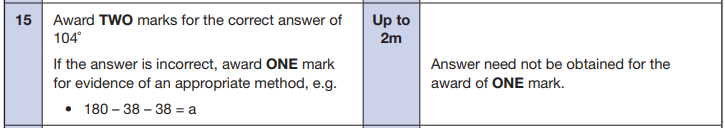 15 Award TWO marks for the correct answer of Up to
104˚ 2m
If the answer is incorrect, award ONE mark Answer need not be obtained for the
for evidence of an appropriate method, e.g. award of ONE mark.
• 180 – 38 – 38 = a